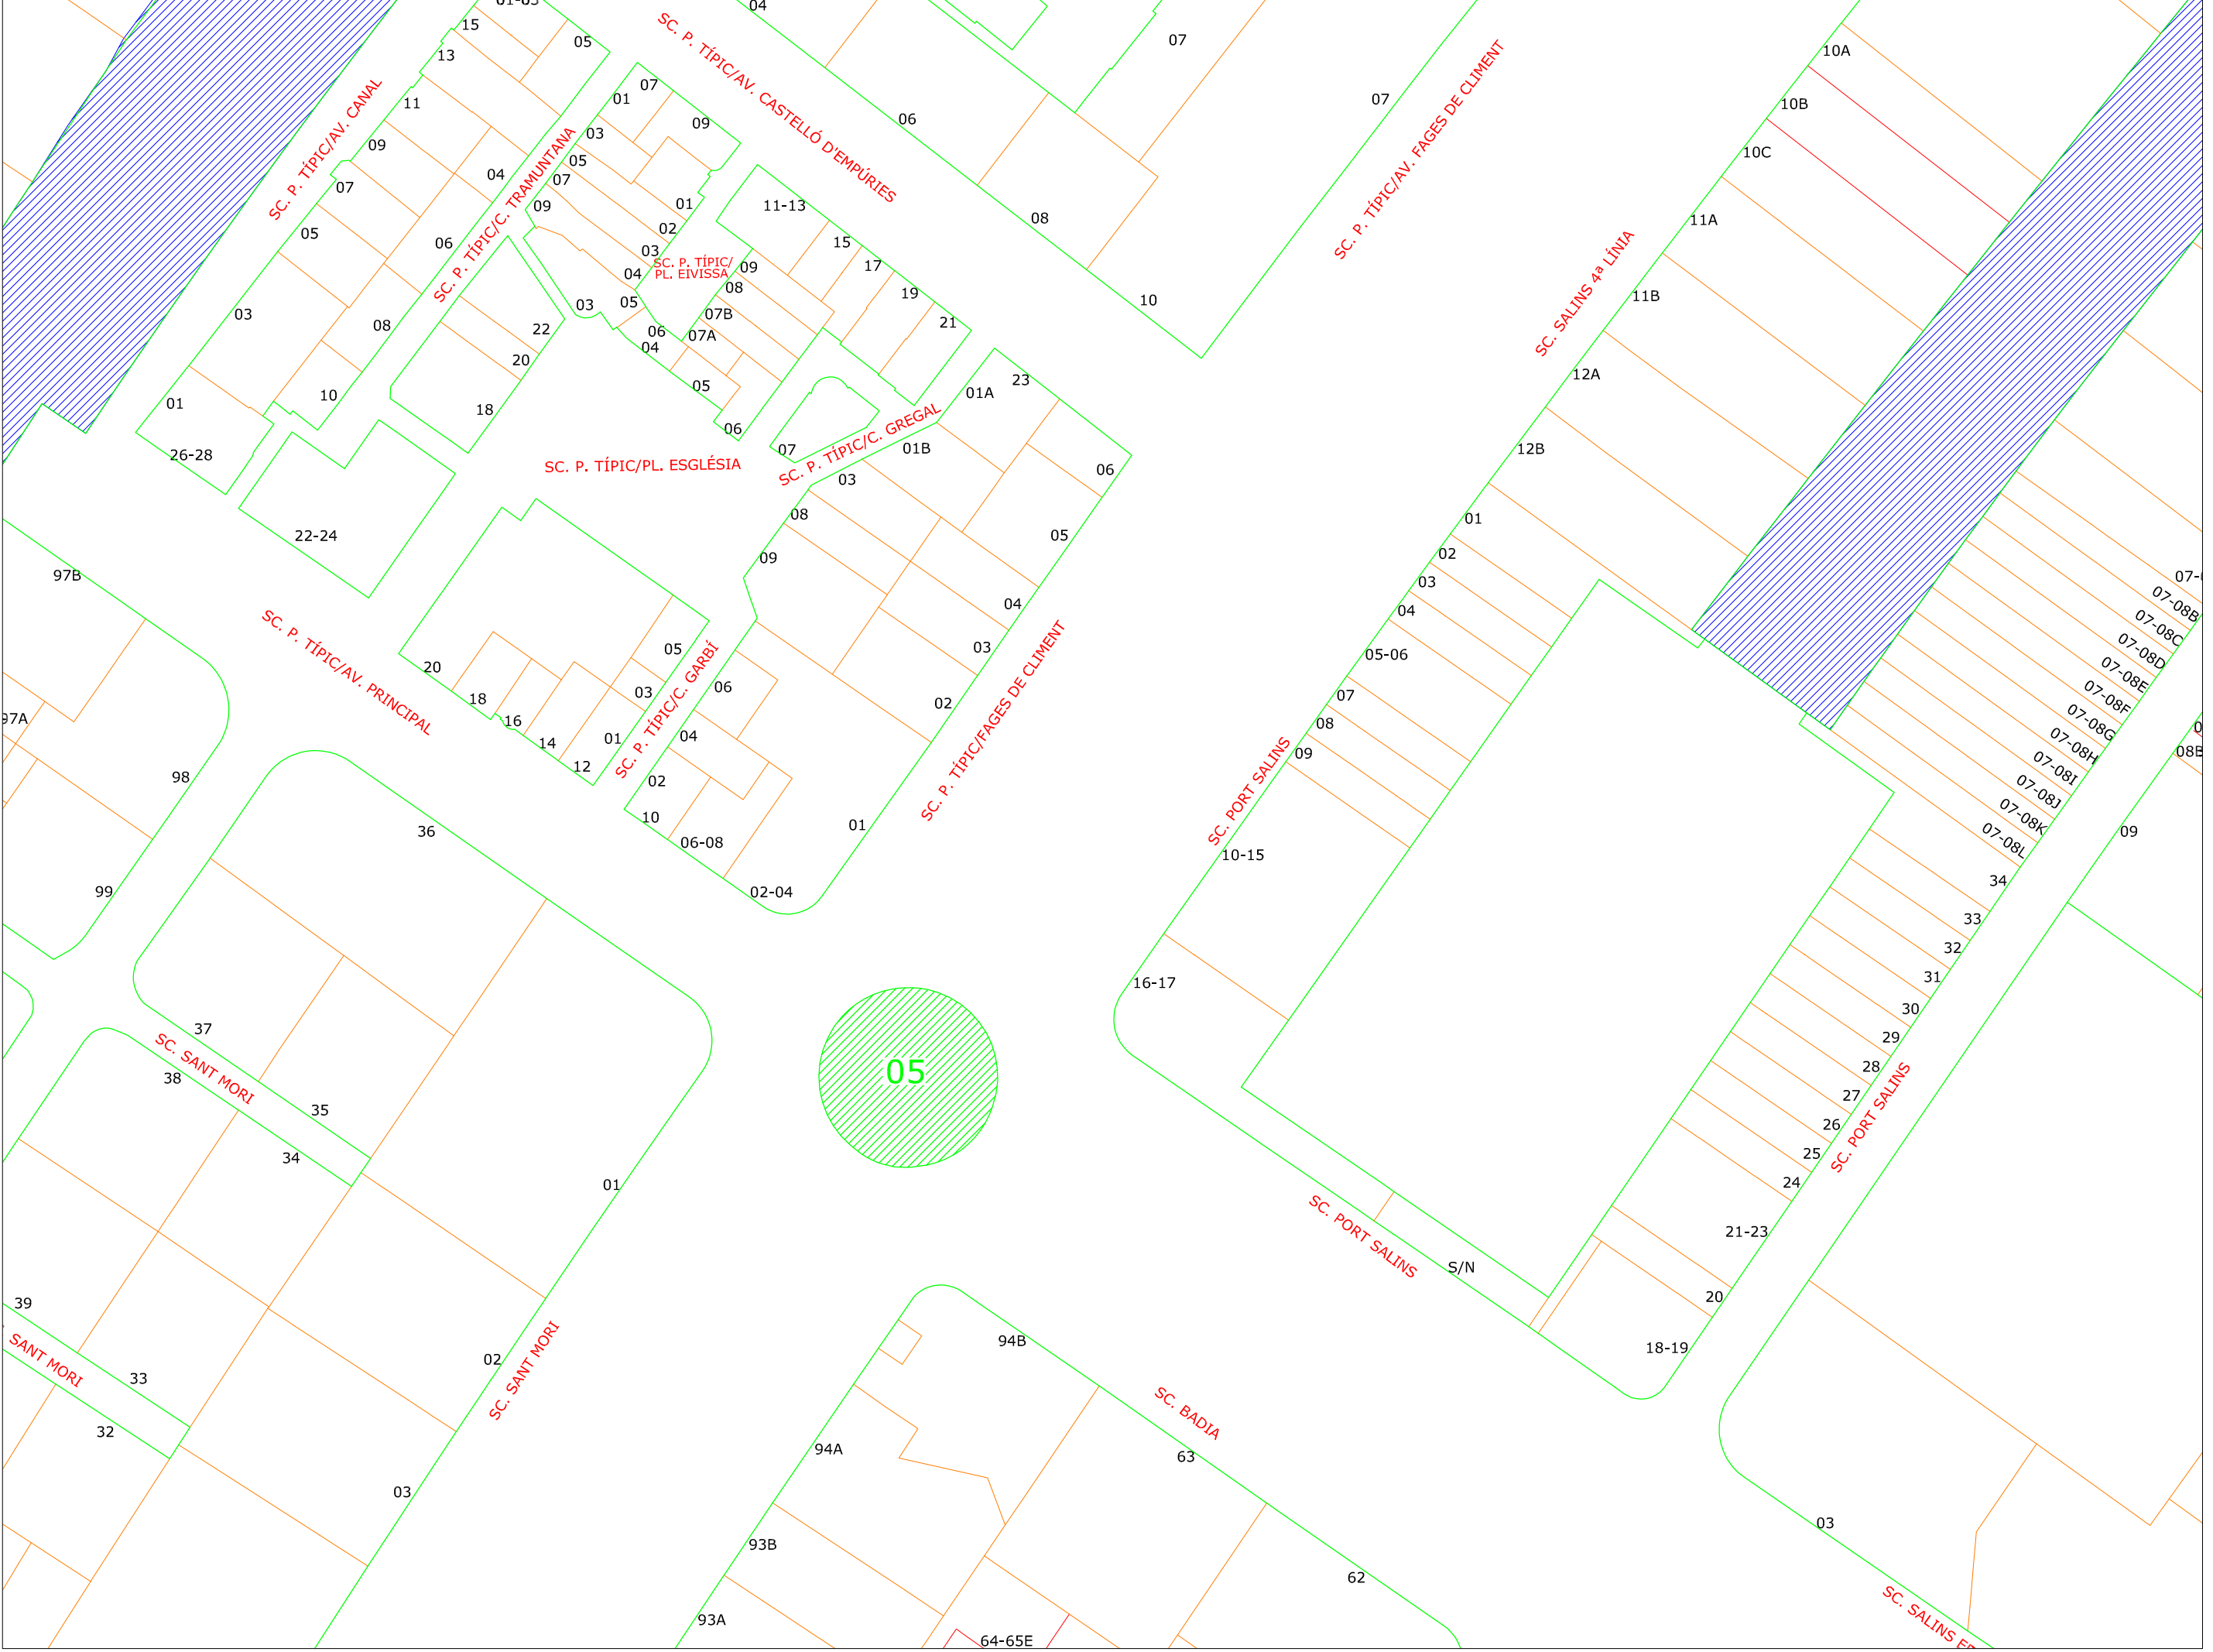 61-63
15
13
05
11
09
07
05
03
01
26-28
04
06
08
10
SC. P. TÍPIC/AV. CANAL
SC. P. TÍPIC/C. TRAMUNTANA
07
01
09
03
05
07
09
01
02
03
04
05
03
06
04
05
06
SC. P. TÍPIC/
PL. EIVISSA
09
08
07B
07A
11-13
15
17
19
21
SC. P. TÍPIC/AV. CASTELLÓ D'EMPÚRIES
04
07
06
08
10
07
SC. P. TÍPIC/AV. FAGES DE CLIMENT
22
20
18
22-24
SC. P. TÍPIC/PL. ESGLÉSIA
07
SC. P. TÍPIC/C. GREGAL
01A
23
01B
03
06
08
05
09
04
03
02
01
SC. P. TÍPIC/FAGES DE CLIMENT
20
18
16
14
12
05
03
01
SC. P. TÍPIC/C. GARBÍ
06
04
02
10
06-08
02-04
SC. P. TÍPIC/AV. PRINCIPAL
97B
97A
98
99
36
37
SC. SANT MORI
38
35
34
01
39
SANT MORI
33
32
02
03
SC. SANT MORI
05
10A
10B
10C
11A
11B
12A
12B
SC. SALINS 4ª LÍNIA
01
02
03
04
05-06
07
08
09
SC. PORT SALINS
10-15
16-17
SC. PORT SALINS
S/N
07-08B
07-08C
07-08D
07-08E
07-08F
07-08G
07-08H
07-08I
07-08J
07-08K
07-08L
08B
09
34
33
32
31
30
29
28
27
26
25
24
SC. PORT SALINS
21-23
20
18-19
94B
SC. BADIA
94A
63
93B
62
93A
64-65E
03
SC. SALINS